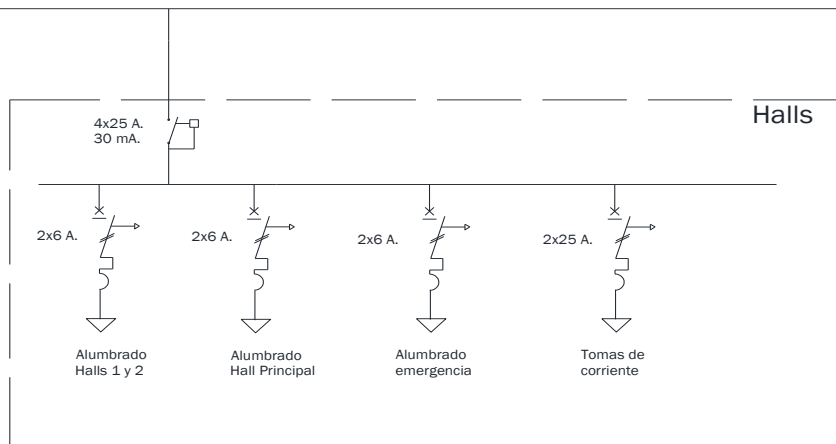 Halls
4x25 A.
30 mA.
2x6 A.
2x6 A.
2x6 A.
2x25 A.
Alumbrado
Halls 1 y 2
Alumbrado
Hall Principal
Alumbrado
emergencia
Tomas de
corriente